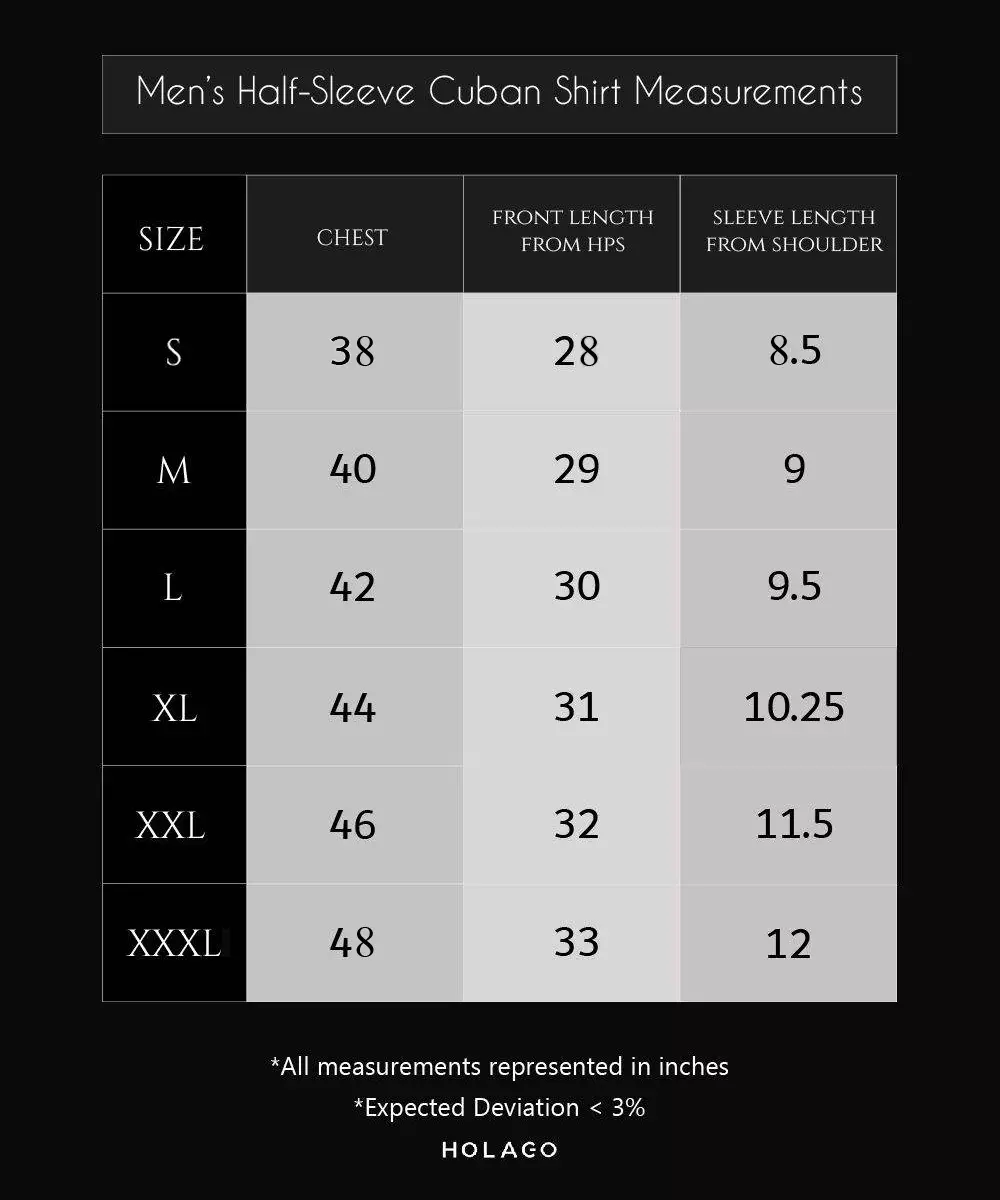 Men's Half-Sleeve Cuban Shirt Measurements
SIZE CHEST FRONT LENGTH FROM HPS SLEEVE LENGTH FROM SHOULDER
S 38 28 8.5
M 40 29 9
L 42 30 9.5
XL 44 31 10.25
XXL 46 32 11.5
XXXL 48 33 12
*All measurements represented in inches
*Expected Deviation < 3%
HOLAGO